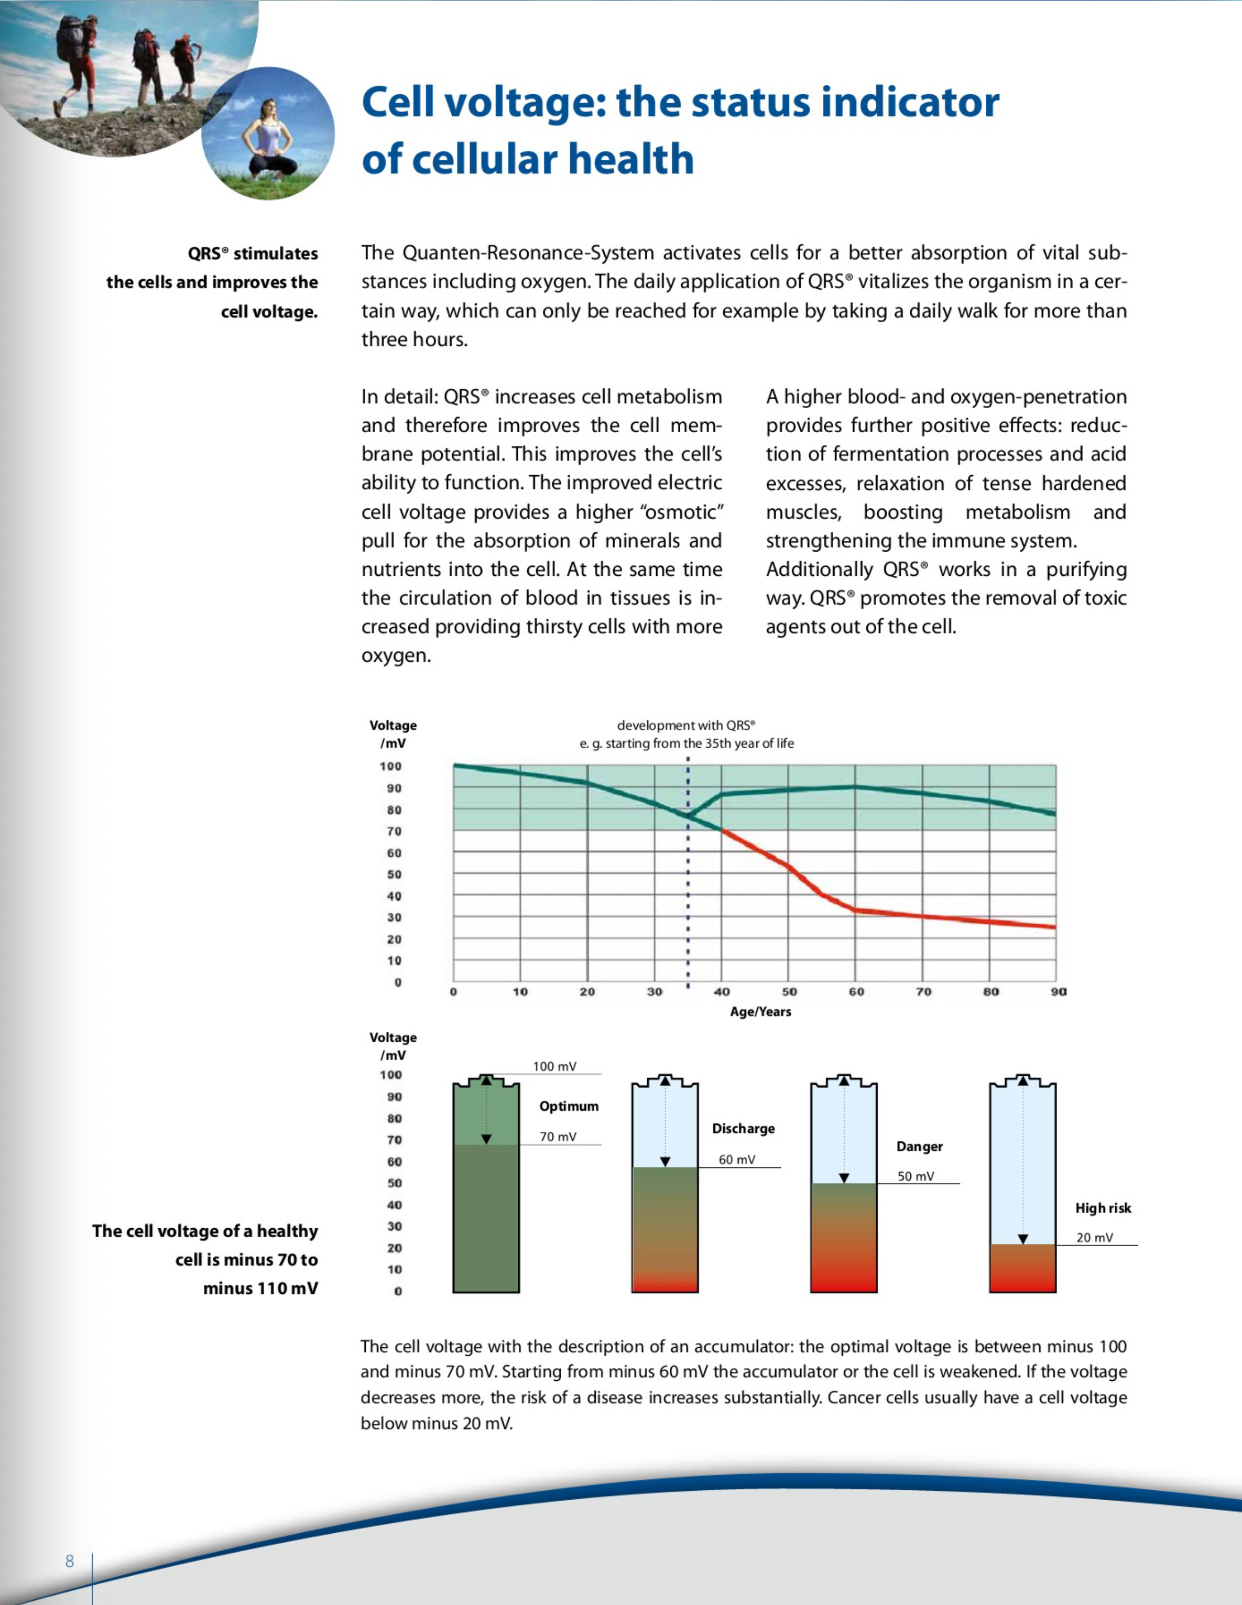 Cell voltage: the status indicator
of cellular health
QRS® stimulates
the cells and improves the
cell voltage.
The Quanten-Resonance-System activates cells for a better absorption of vital sub-
stances including oxygen. The daily application of QRS® vitalizes the organism in a cer-
tain way, which can only be reached for example by taking a daily walk for more than
three hours.
In detail: QRS® increases cell metabolism
and therefore improves the cell mem-
brane potential. This improves the cell’s
ability to function. The improved electric
cell voltage provides a higher “osmotic”
pull for the absorption of minerals and
nutrients into the cell. At the same time
the circulation of blood in tissues is in-
creased providing thirsty cells with more
oxygen.
A higher blood- and oxygen-penetration
provides further positive effects: reduc-
tion of fermentation processes and acid
excesses, relaxation of tense hardened
muscles, boosting metabolism and
strengthening the immune system.
Additionally QRS® works in a purifying
way. QRS® promotes the removal of toxic
agents out of the cell.
Voltage
/mV
development with QRS®
e. g. starting from the 35th year of life
100
90
80
70
60
50
40
30
20
10
0
0 10 20 30 40 50 60 70 80 90
Age/Years
Voltage
/mV
100
90
80
70
60
50
40
30
20
10
0
100 mV
Optimum
70 mV
Discharge
60 mV
Danger
50 mV
High risk
20 mV
The cell voltage of a healthy
cell is minus 70 to
minus 110 mV
The cell voltage with the description of an accumulator: the optimal voltage is between minus 100
and minus 70 mV. Starting from minus 60 mV the accumulator or the cell is weakened. If the voltage
decreases more, the risk of a disease increases substantially. Cancer cells usually have a cell voltage
below minus 20 mV.
8